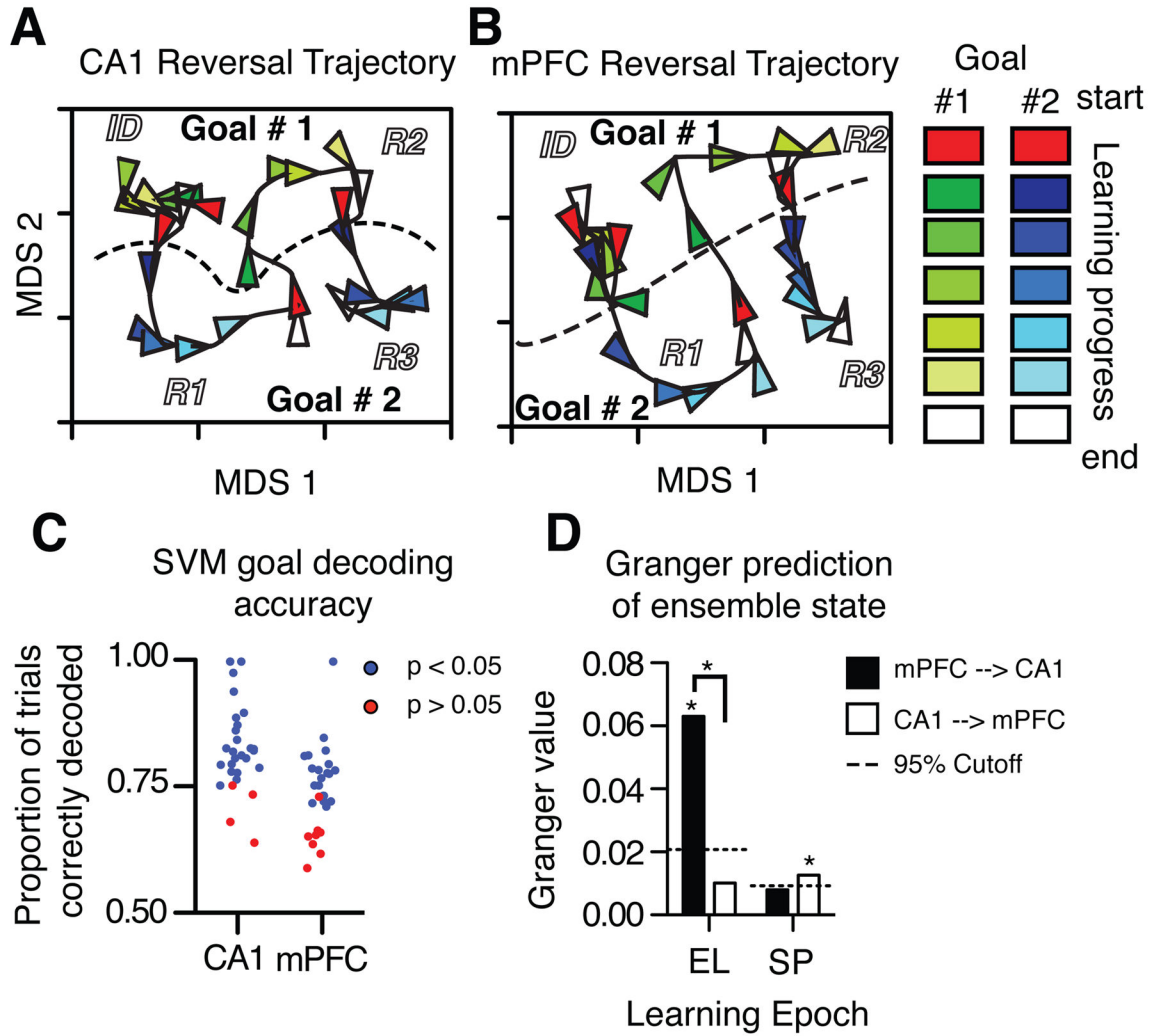 A
CA1 Reversal Trajectory
ID
Goal # 1
R2
MDS 2
R1
R3
Goal # 2
MDS 1
B
mPFC Reversal Trajectory
ID
Goal # 1
R2
R1
R3
Goal # 2
MDS 1
Goal
#1 #2 start
Learning progress
end
C
SVM goal decoding
accuracy
Proportion of trials
correctly decoded
1.00
0.75
0.50
CA1 mPFC
p < 0.05
p > 0.05
D
Granger prediction
of ensemble state
Granger value
0.08
0.06
0.04
0.02
0.00
*
*
*
EL SP
Learning Epoch
mPFC --> CA1
CA1 --> mPFC
95% Cutoff